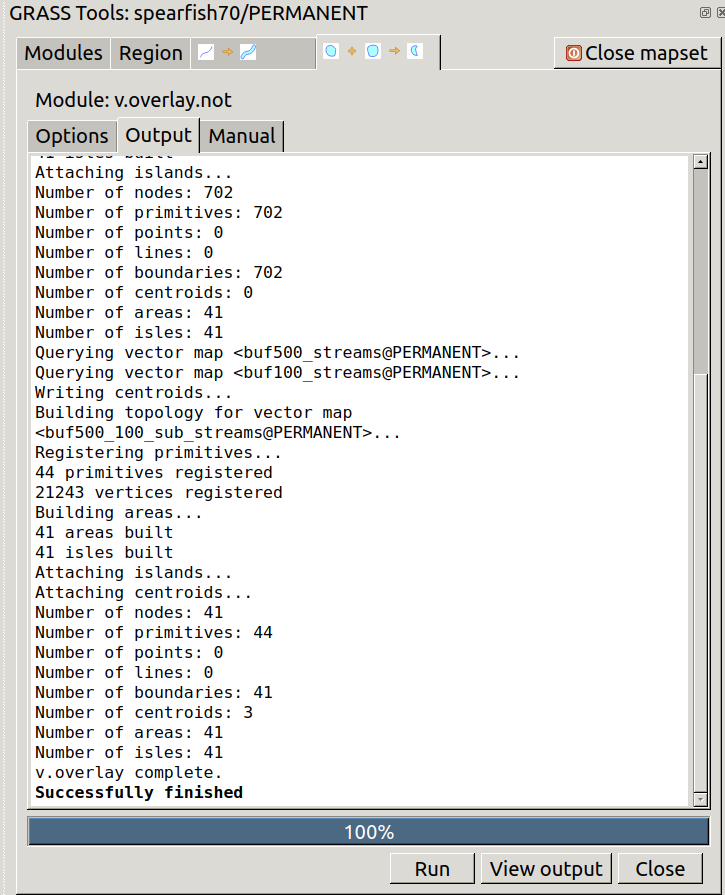 GRASS Tools: spearfish70/PERMANENT
Modules Region Close mapset
Module: v.overlay.not
Options Output Manual
41 isles built
Attaching islands...
Number of nodes: 702
Number of primitives: 702
Number of points: 0
Number of lines: 0
Number of boundaries: 702
Number of centroids: 0
Number of areas: 41
Number of isles: 41
Querying vector map <buf500_streams@PERMANENT>...
Querying vector map <buf100_streams@PERMANENT>...
Writing centroids...
Building topology for vector map
<buf500_100_sub_streams@PERMANENT>...
Registering primitives...
44 primitives registered
21243 vertices registered
Building areas...
41 areas built
41 isles built
Attaching islands...
Attaching centroids...
Number of nodes: 41
Number of primitives: 44
Number of points: 0
Number of lines: 0
Number of boundaries: 41
Number of centroids: 3
Number of areas: 41
Number of isles: 41
v.overlay complete.
Successfully finished
100%
Run View output Close